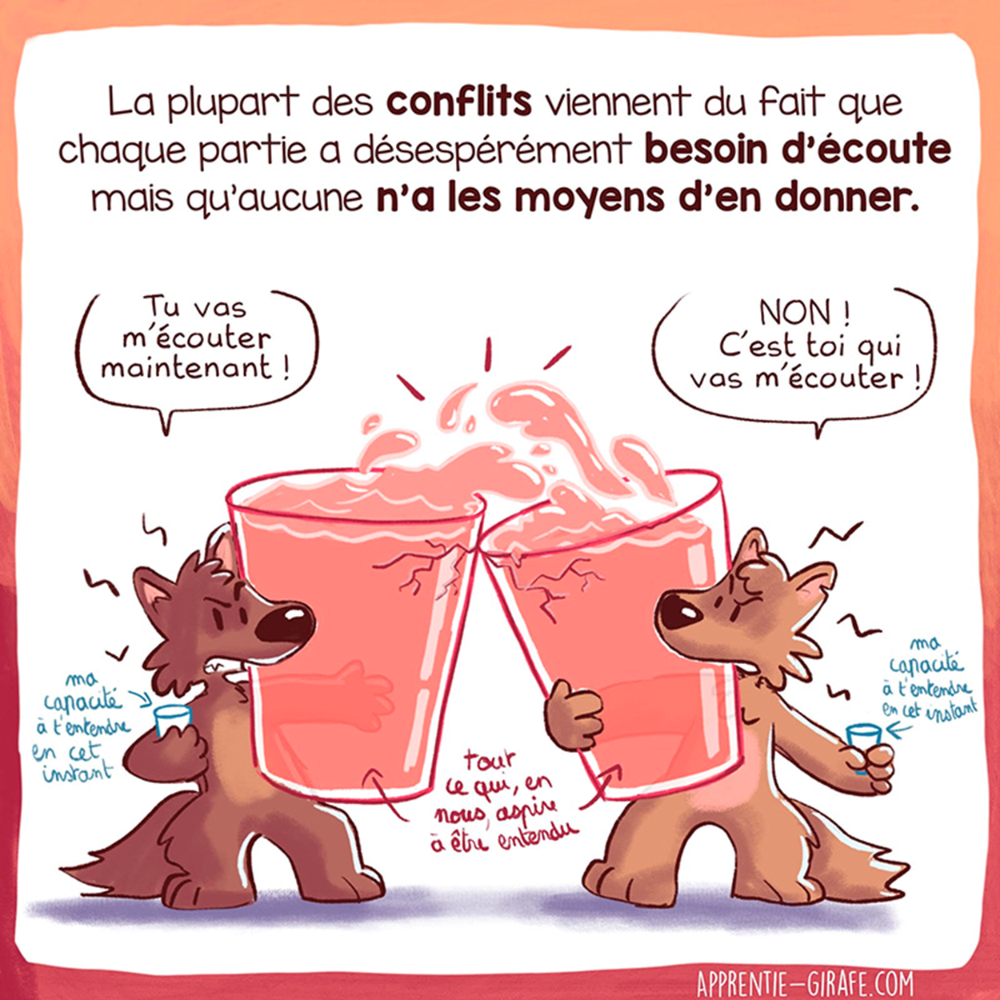 La plupart des conflits viennent du fait que
chaque partie a désespérément besoin d'écoute
mais qu'aucune n'a les moyens d'en donner.
Tu vas
m'écouter
maintenant !
NON !
C'est toi qui
vas m'écouter !
ma
capacité
à t'entendre
en cet
instant
ma
capacité
à t'entendre
en cet instant
tout
ce qui, en
nous, aspire
à être entendu
APPRENTIE-GIRAFE.COM